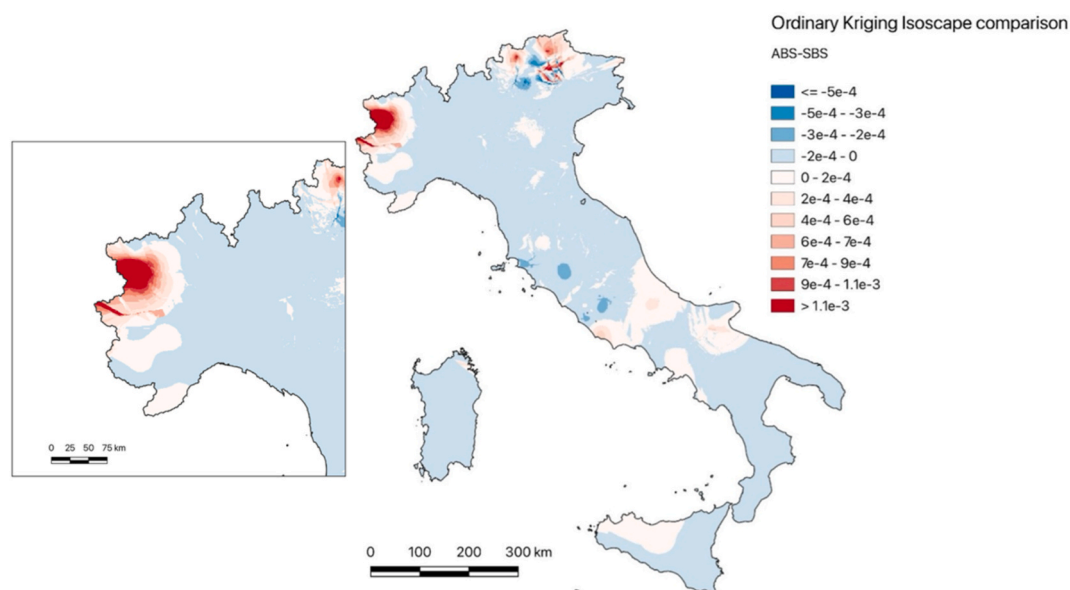 Ordinary Kriging Isoscape comparison
ABS-SBS
<= -5e-4
-5e-4 - -3e-4
-3e-4 - -2e-4
-2e-4 - 0
0 - 2e-4
2e-4 - 4e-4
4e-4 - 6e-4
6e-4 - 7e-4
7e-4 - 9e-4
9e-4 - 1.1e-3
> 1.1e-3
0 25 50 75 km
0 100 200 300 km